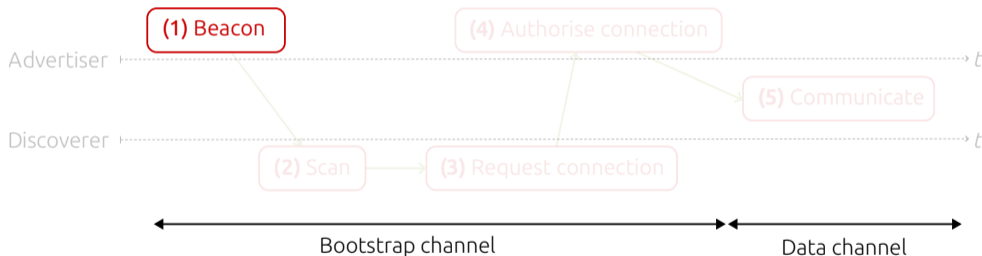 (1) Beacon
(4) Authorise connection
Advertiser
t
(5) Communicate
Discoverer
t
(2) Scan
(3) Request connection
Bootstrap channel
Data channel